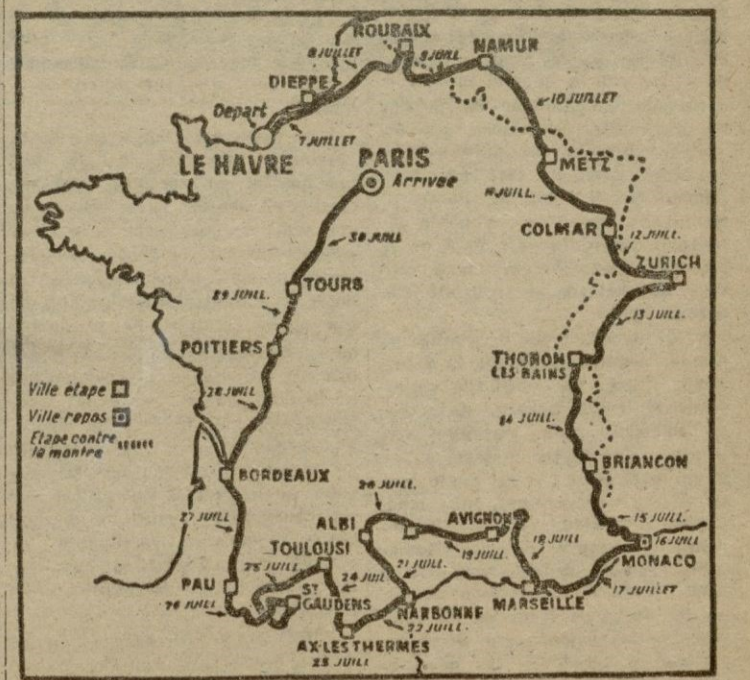 ROUBAIX
8 JUILLET
9 JUILL.
NAMUR
DIEPPE
10 JUILLET
Depart
7 JUILLET
LE HAVRE
PARIS
Arrivée
METZ
11 JUILL.
COLMAR
12 JUILL.
ZURICH
30 JUILL
29 JUILL.
TOURS
13 JUILL.
POITIERS
THONON
LES BAINS
Ville étape
28 JUILL
Ville repos
Etape contre
la montre
14 JUILL.
BORDEAUX
BRIANCON
20 JUILL.
27 JUILL
ALBI
AVIGNON
15 JUILL.
16 JUILL
19 JUILL.
18 JUILL
MONACO
TOULOUSI
25 JUILL.
21 JUILL.
24 JUIL
PAU
ST
GAUDENS
17 JUILLET
26 JUILL
NARBONNE
MARSEILLE
22 JUILL.
AX-LES THERMES
23 JUILL